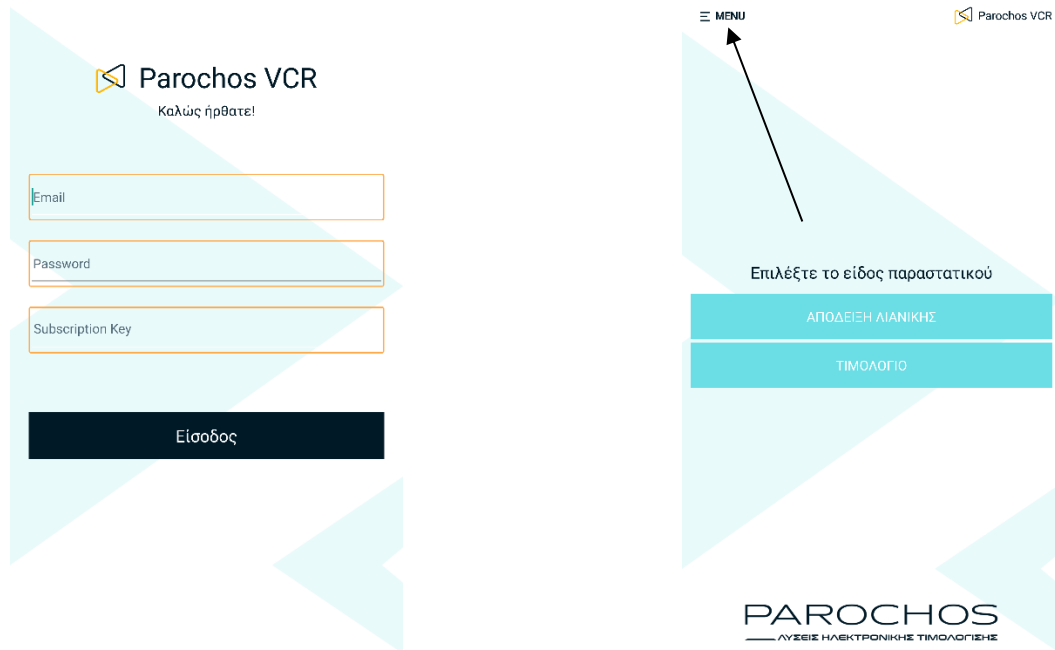 Parochos VCR
Καλώς ήρθατε!
Email
Password
Subscription Key
Είσοδος
MENU
Parochos VCR
Επιλέξτε το είδος παραστατικού
ΑΠΟΔΕΙΞΗ ΛΙΑΝΙΚΗΣ
ΤΙΜΟΛΟΓΙΟ
PAROCHOS
ΛΥΣΕΙΣ ΗΛΕΚΤΡΟΝΙΚΗΣ ΤΙΜΟΛΟΓΙΣΗΣ